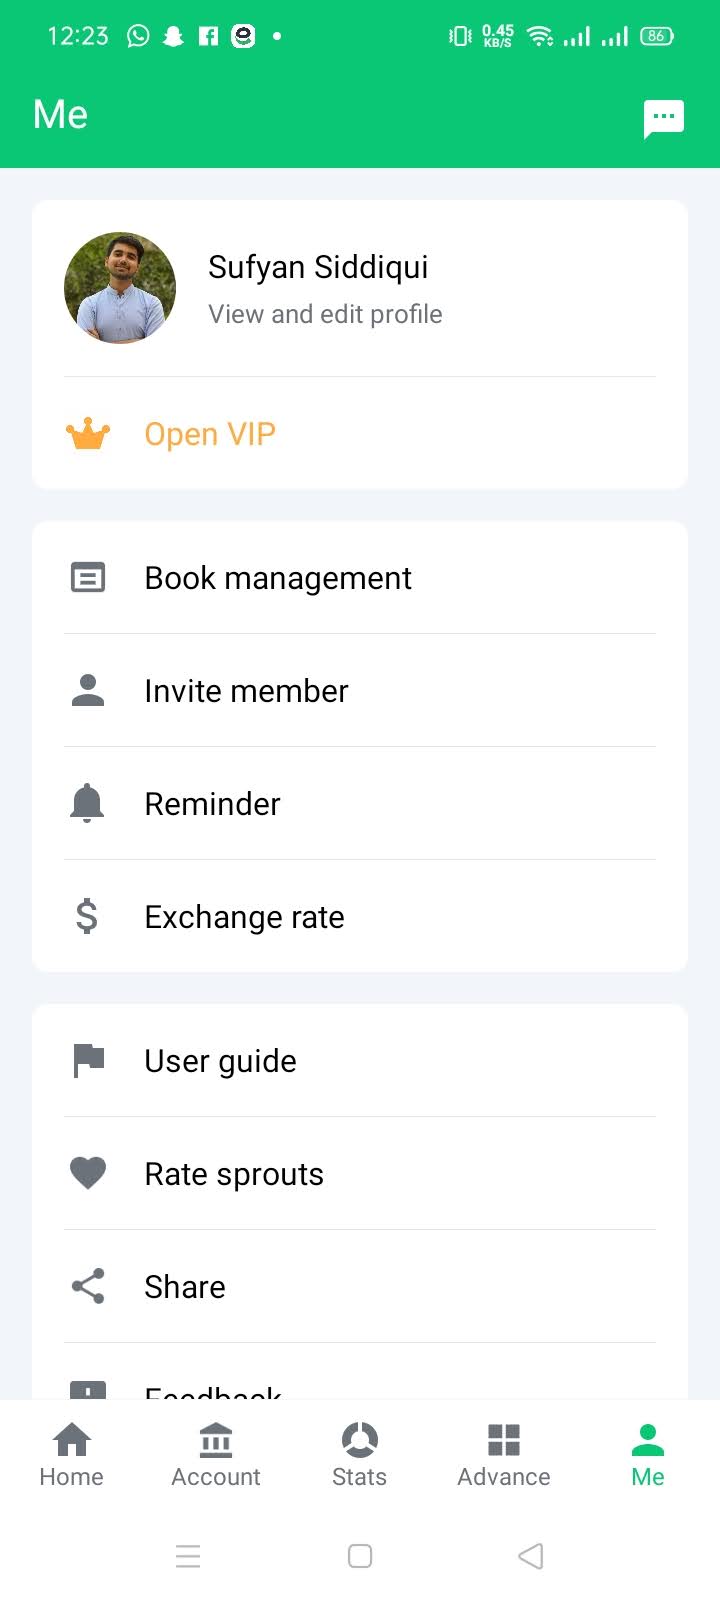 12:23 0.45 KB/S 86
Me
Sufyan Siddiqui
View and edit profile
Open VIP
Book management
Invite member
Reminder
Exchange rate
User guide
Rate sprouts
Share
Feedback
Home Account Stats Advance Me